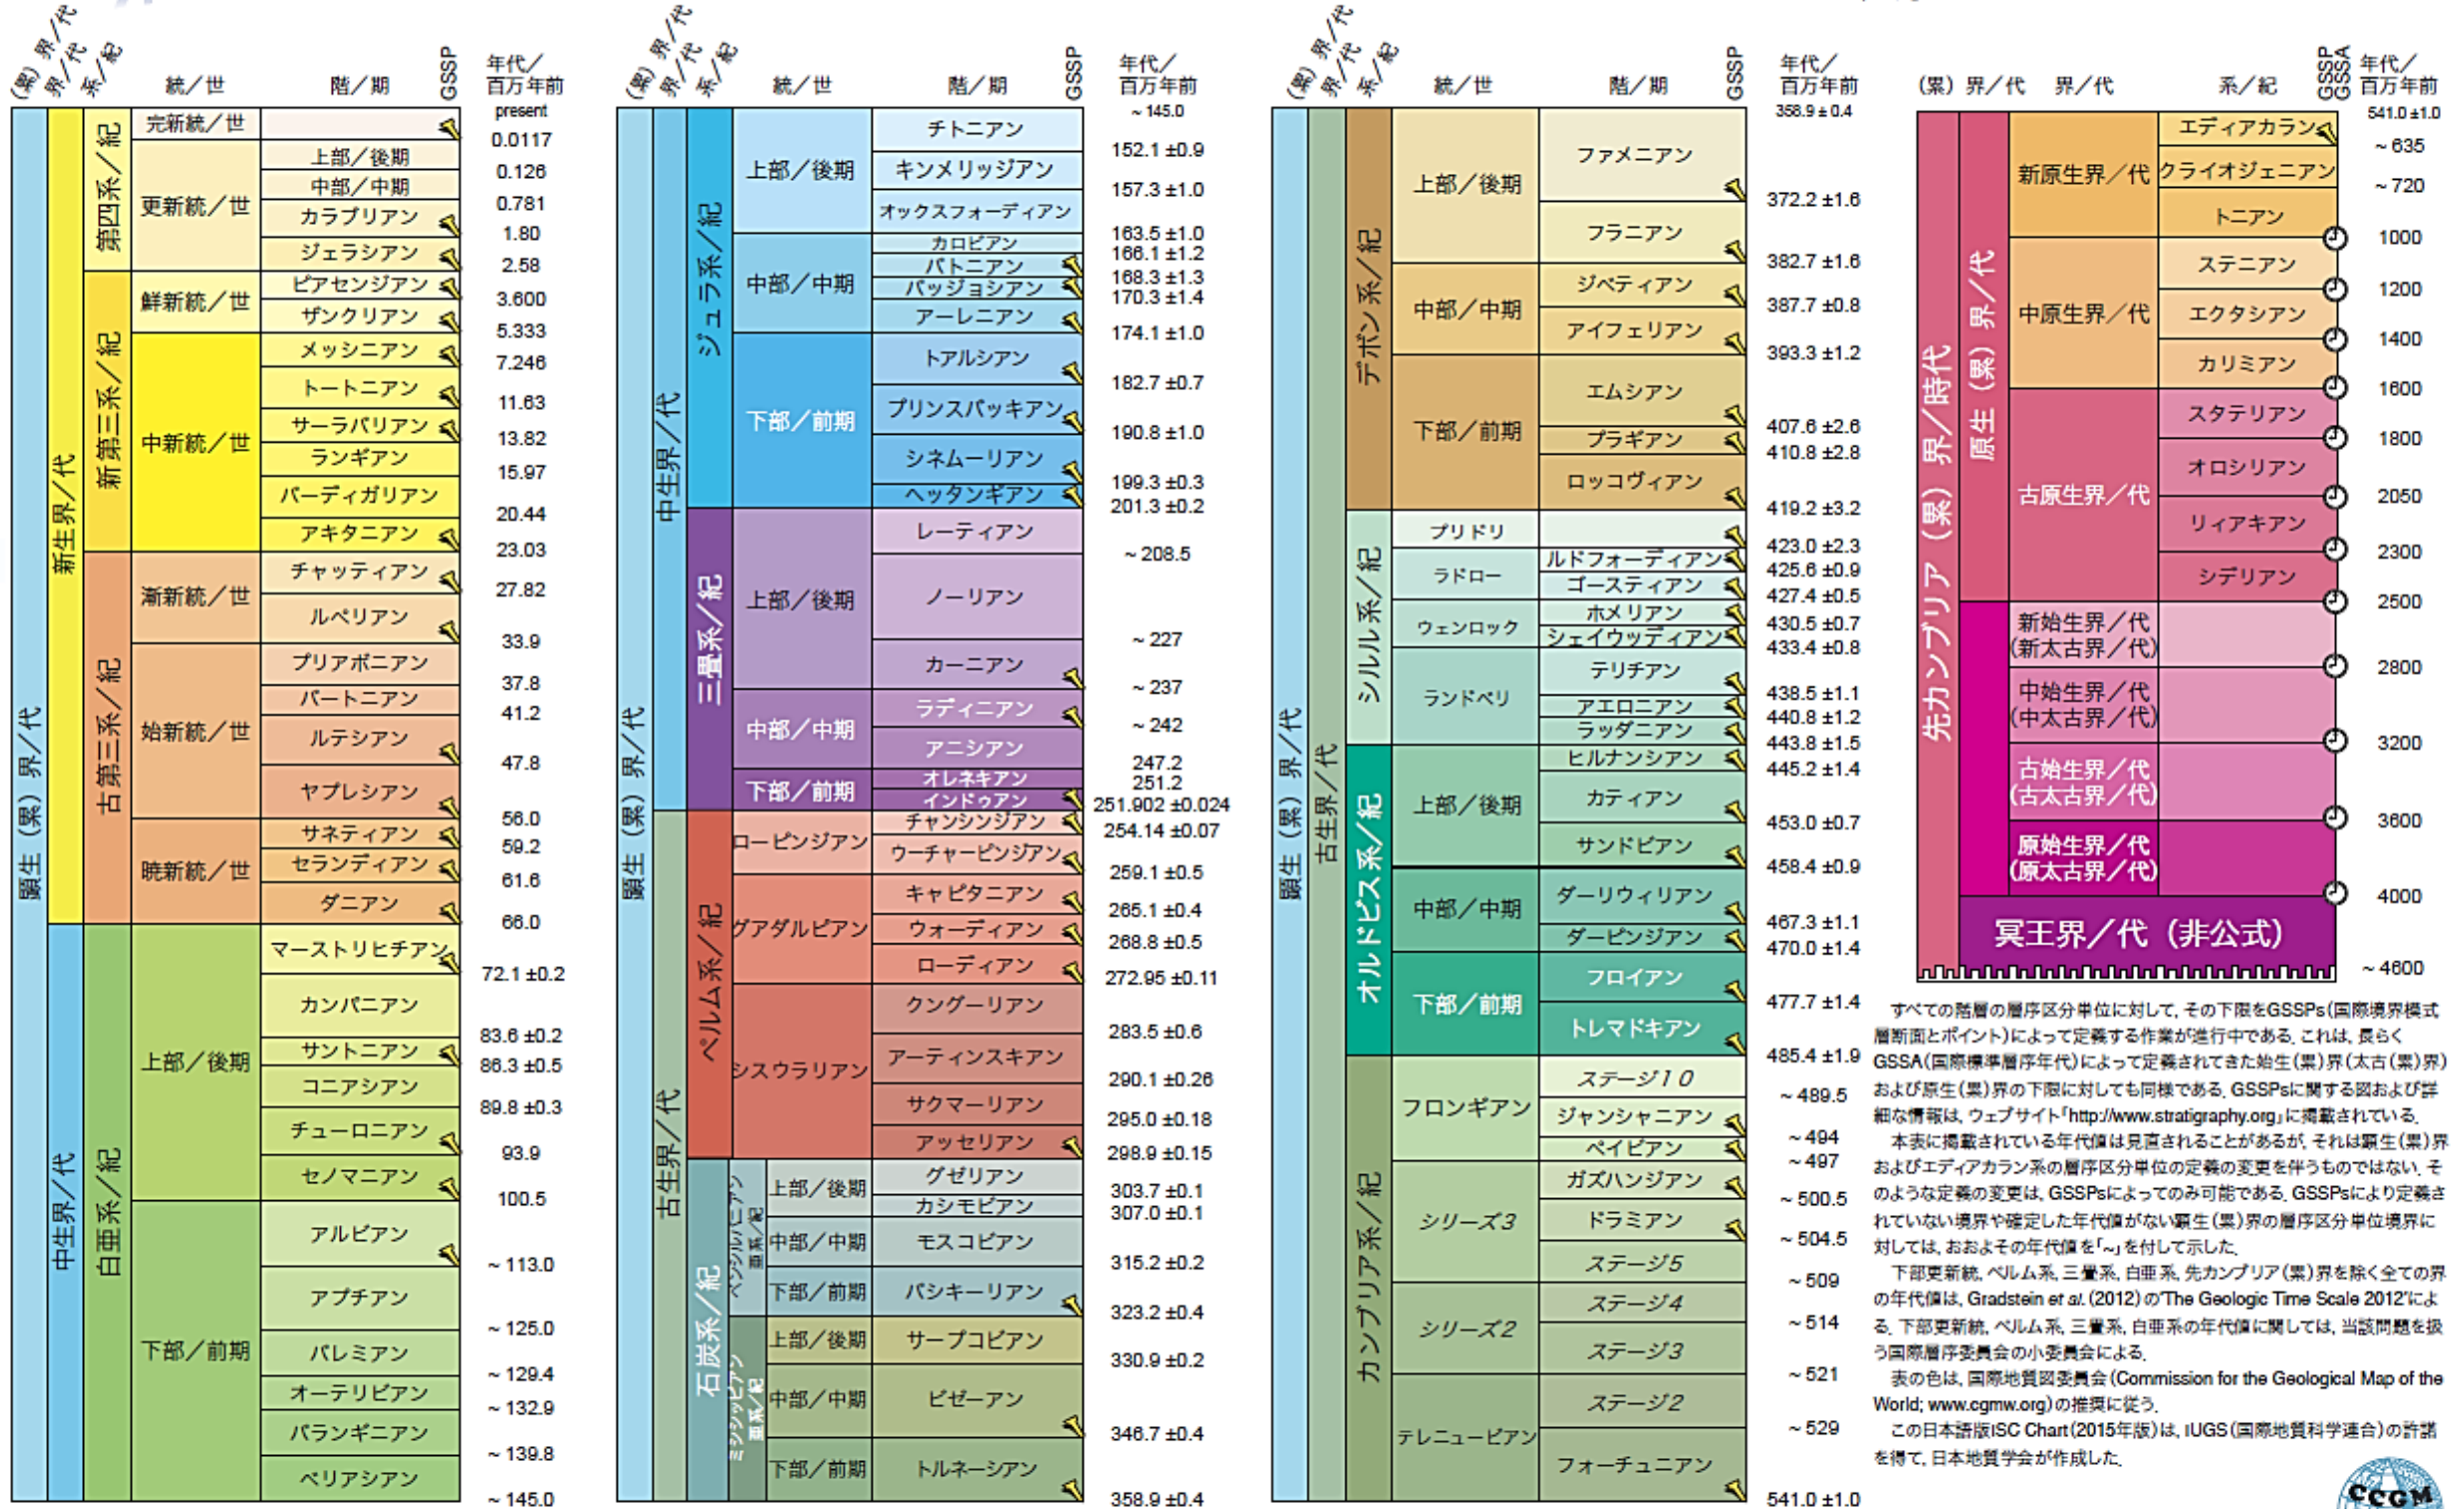 (累)界/代
界/代
系/紀
統/世
階/期
GSSP
年代/
百万年前
present
顕生(累)界/代
新生界/代
第四系/紀
完新統/世
0.0117
更新統/世
上部/後期
0.126
中部/中期
0.781
カラブリアン
1.80
ジェラシアン
2.58
新第三系/紀
鮮新統/世
ピアセンジアン
3.600
ザンクリアン
5.333
中新統/世
メッシニアン
7.246
トートニアン
11.63
サーラバリアン
13.82
ランギアン
15.97
バーディガリアン
20.44
アキタニアン
23.03
古第三系/紀
漸新統/世
チャッティアン
27.82
ルペリアン
33.9
始新統/世
プリアボニアン
37.8
バートニアン
41.2
ルテシアン
47.8
ヤプレシアン
56.0
暁新統/世
サネティアン
59.2
セランディアン
61.6
ダニアン
66.0
中生界/代
白亜系/紀
上部/後期
マーストリヒチアン
72.1 ±0.2
カンパニアン
83.6 ±0.2
サントニアン
86.3 ±0.5
コニアシアン
89.8 ±0.3
チューロニアン
93.9
セノマニアン
100.5
下部/前期
アルビアン
~ 113.0
アプチアン
~ 125.0
バレミアン
~ 129.4
オーテリビアン
~ 132.9
バランギニアン
~ 139.8
ベリアシアン
~ 145.0
(累)界/代
界/代
系/紀
統/世
階/期
GSSP
年代/
百万年前
~ 145.0
顕生(累)界/代
中生界/代
ジュラ系/紀
上部/後期
チトニアン
152.1 ±0.9
キンメリッジアン
157.3 ±1.0
オックスフォーディアン
163.5 ±1.0
中部/中期
カロビアン
166.1 ±1.2
バトニアン
168.3 ±1.3
バッジョシアン
170.3 ±1.4
アーレニアン
174.1 ±1.0
下部/前期
トアルシアン
182.7 ±0.7
プリンスバッキアン
190.8 ±1.0
シネムーリアン
199.3 ±0.3
ヘッタンギアン
201.3 ±0.2
三畳系/紀
上部/後期
レーティアン
~ 208.5
ノーリアン
~ 227
カーニアン
~ 237
中部/中期
ラディニアン
~ 242
アニシアン
247.2
下部/前期
オレネキアン
251.2
インドゥアン
251.902 ±0.024
古生界/代
ペルム系/紀
ローピンジアン
チャンシンジアン
254.14 ±0.07
ウーチャーピンジアン
259.1 ±0.5
グアダルピアン
キャピタニアン
265.1 ±0.4
ウォーディアン
268.8 ±0.5
ローディアン
272.95 ±0.11
シスウラリアン
クングーリアン
283.5 ±0.6
アーティンスキアン
290.1 ±0.26
サクマーリアン
295.0 ±0.18
アッセリアン
298.9 ±0.15
石炭系/紀
ペンシルバニアン
亜系/紀
上部/後期
グゼリアン
303.7 ±0.1
カシモビアン
307.0 ±0.1
中部/中期
モスコビアン
315.2 ±0.2
下部/前期
バシキーリアン
323.2 ±0.4
ミシシッピアン
亜系/紀
上部/後期
サープコビアン
330.9 ±0.2
中部/中期
ビゼーアン
346.7 ±0.4
下部/前期
トルネーシアン
358.9 ±0.4
(累)界/代
界/代
系/紀
統/世
階/期
GSSP
年代/
百万年前
358.9 ± 0.4
顕生(累)界/代
古生界/代
デボン系/紀
上部/後期
ファメニアン
372.2 ±1.6
フラニアン
382.7 ±1.6
中部/中期
ジベティアン
387.7 ±0.8
アイフェリアン
393.3 ±1.2
下部/前期
エムシアン
407.6 ±2.6
プラギアン
410.8 ±2.8
ロッコヴィアン
419.2 ±3.2
シルル系/紀
プリドリ
423.0 ±2.3
ラドロー
ルドフォーディアン
425.6 ±0.9
ゴースティアン
427.4 ±0.5
ウェンロック
ホメリアン
430.5 ±0.7
シェイウッディアン
433.4 ±0.8
ランドベリ
テリチアン
438.5 ±1.1
アエロニアン
440.8 ±1.2
ラッダニアン
443.8 ±1.5
オルドビス系/紀
上部/後期
ヒルナンシアン
445.2 ±1.4
カティアン
453.0 ±0.7
サンドビアン
458.4 ±0.9
中部/中期
ダーリウィリアン
467.3 ±1.1
ダーピンジアン
470.0 ±1.4
下部/前期
フロイアン
477.7 ±1.4
トレマドキアン
485.4 ±1.9
カンブリア系/紀
フロンギアン
ステージ10
~ 489.5
ジャンシャニアン
~ 494
ペイビアン
~ 497
シリーズ3
ガズハンジアン
~ 500.5
ドラミアン
~ 504.5
ステージ5
~ 509
シリーズ2
ステージ4
~ 514
ステージ3
~ 521
テレニュービアン
ステージ2
~ 529
フォーチュニアン
541.0 ±1.0
(累)界/代
界/代
系/紀
GSSP
GSSA
年代/
百万年前
541.0 ±1.0
先カンブリア(累)界/時代
原生(累)界/代
新原生界/代
エディアカラン
~ 635
クライオジェニアン
~ 720
トニアン
1000
中原生界/代
ステニアン
1200
エクタシアン
1400
カリミアン
1600
古原生界/代
スタテリアン
1800
オロシリアン
2050
リィアキアン
2300
シデリアン
2500
新始生界/代
(新太古界/代)
2800
中始生界/代
(中太古界/代)
3200
古始生界/代
(古太古界/代)
3600
原始生界/代
(原太古界/代)
4000
冥王界/代(非公式)
~ 4600
すべての階層の層序区分単位に対して,その下限をGSSPs(国際境界模式
層断面とポイント)によって定義する作業が進行中である.これは,長らく
GSSA(国際標準層序年代)によって定義されてきた始生(累)界(太古(累)界)
および原生(累)界の下限に対しても同様である.GSSPsに関する図および詳
細な情報は,ウェブサイト「http://www.stratigraphy.org」に掲載されている.
本表に掲載されている年代値は見直されることがあるが,それは顕生(累)界
およびエディアカラン系の層序区分単位の定義の変更を伴うものではない.そ
のような定義の変更は,GSSPsによってのみ可能である.GSSPsにより定義さ
れていない境界や確定した年代値がない顕生(累)界の層序区分単位境界に
対しては,おおよその年代値を「~」を付して示した.
下部更新統,ペルム系,三畳系,白亜系,先カンブリア(累)界を除く全ての界
の年代値は,Gradstein et al. (2012) の"The Geologic Time Scale 2012"によ
る.下部更新統,ペルム系,三畳系,白亜系の年代値に関しては,当該問題を扱
う国際層序委員会の小委員会による.
表の色は,国際地質図委員会(Commission for the Geological Map of the
World; www.cgmw.org)の推奨に従う.
この日本語版ISC Chart(2015年版)は,IUGS(国際地質科学連合)の許諾
を得て,日本地質学会が作成した.
CCGM